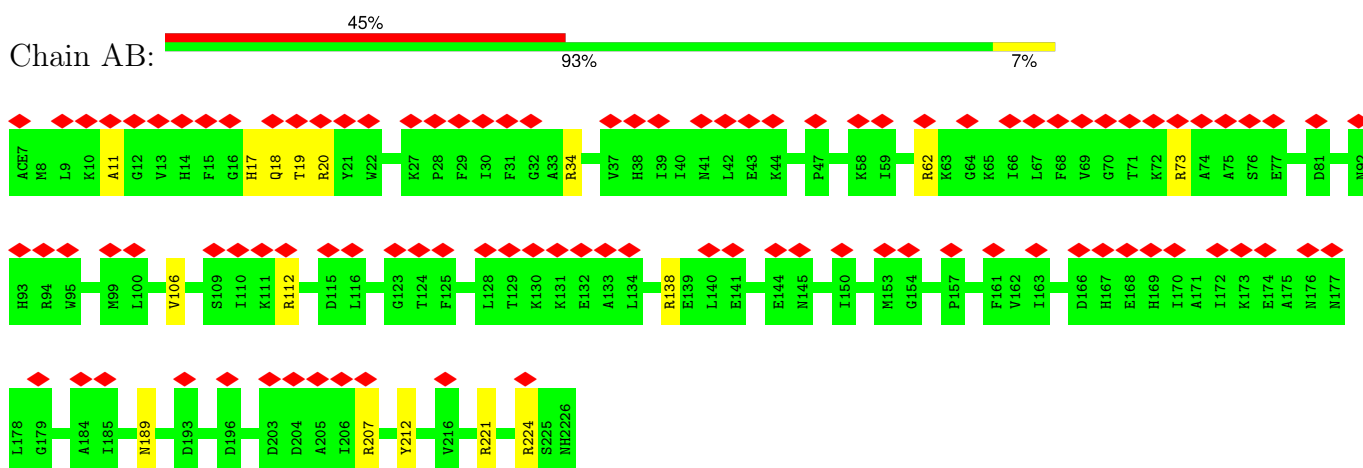 45%
Chain AB:
93% 7%
ACE7 M8 L9 K10 A11 G12 V13 H14 F15 G16 H17 Q18 T19 R20 Y21 W22 K27 P28 F29 I30 F31 G32 A33 R34 V37 H38 I39 I40 N41 L42 E43 K44 P47 K58 I59 R62 K63 G64 K65 I66 L67 F68 V69 G70 T71 K72 R73 A74 A75 S76 E77 D81 N92
H93 R94 W95 M99 L100 V106 S109 I110 K111 R112 D115 L116 G123 T124 F125 L128 T129 K130 K131 E132 A133 L134 R138 E139 L140 E141 E144 N145 I150 M153 G154 P157 F161 V162 I163 D166 H167 E168 H169 I170 A171 I172 K173 E174 A175 N176 N177
L178 G179 A184 I185 N189 D193 D196 D203 D204 A205 I206 R207 Y212 V216 R221 R224 S225 NH2226